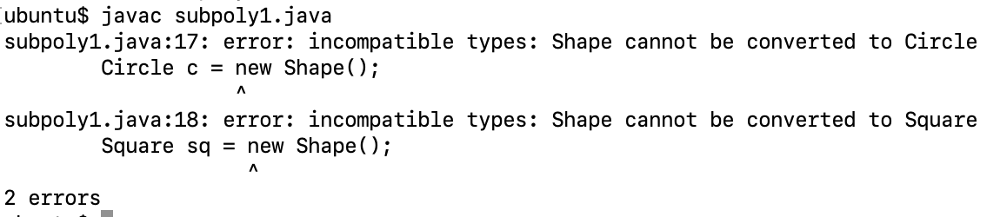 ubuntu$ javac subpoly1.java
subpoly1.java:17: error: incompatible types: Shape cannot be converted to Circle
        Circle c = new Shape();
                   ^
subpoly1.java:18: error: incompatible types: Shape cannot be converted to Square
        Square sq = new Shape();
                    ^
2 errors